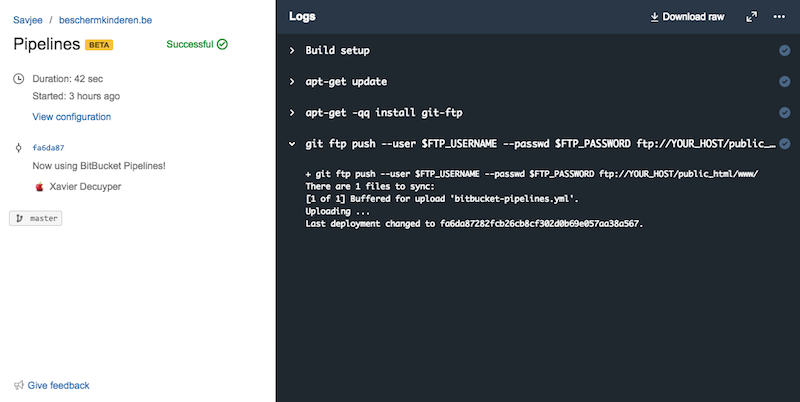 Savjee / beschermkinderen.be
Pipelines BETA Successful
Duration: 42 sec
Started: 3 hours ago
View configuration
fa6da87
Now using BitBucket Pipelines!
Xavier Decuyper
master
Give feedback
Logs Download raw
Build setup
apt-get update
apt-get -qq install git-ftp
git ftp push --user $FTP_USERNAME --passwd $FTP_PASSWORD ftp://YOUR_HOST/public_…
+ git ftp push --user $FTP_USERNAME --passwd $FTP_PASSWORD ftp://YOUR_HOST/public_html/www/
There are 1 files to sync:
[1 of 1] Buffered for upload 'bitbucket-pipelines.yml'.
Uploading ...
Last deployment changed to fa6da87282fcb26cb8cf302d0b69e057aa38a567.